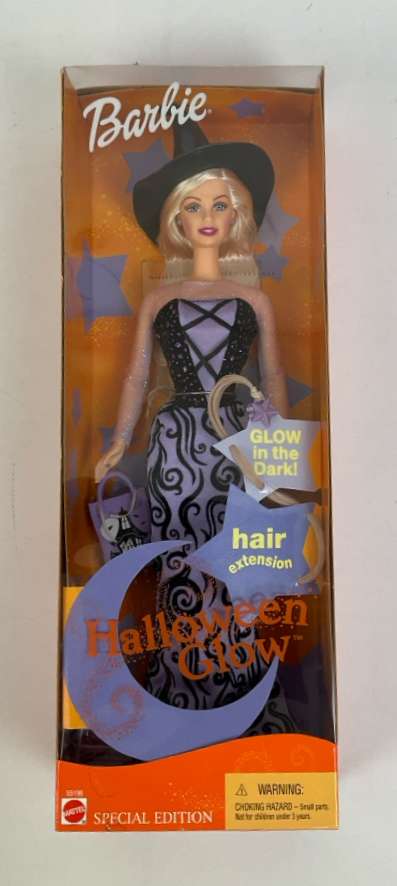 Barbie®
GLOW
in the
Dark!
hair
extension
Halloween
Glow™
WARNING:
CHOKING HAZARD – Small parts.
Not for children under 3 years.
MATTEL
SPECIAL EDITION